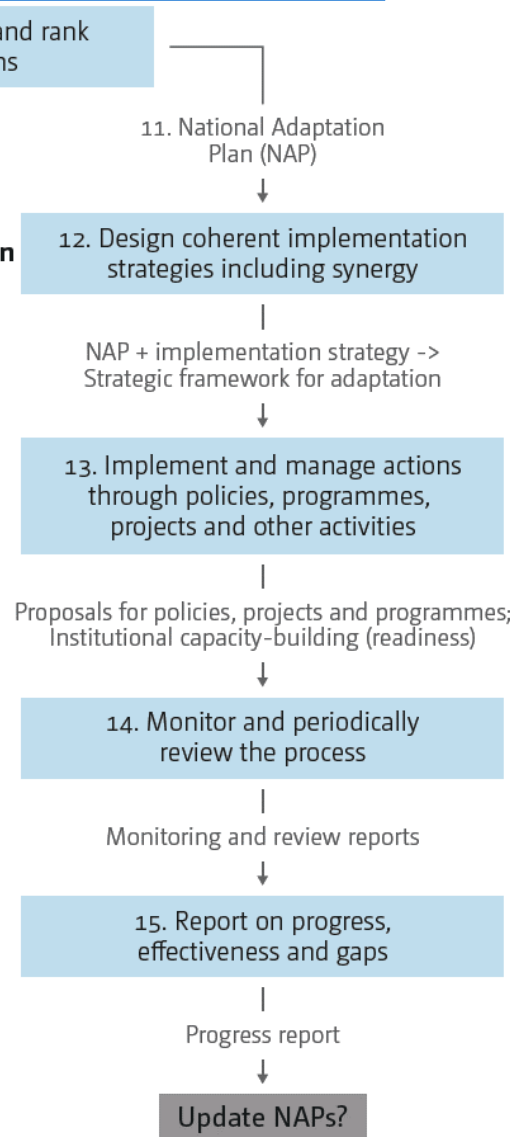 and rank
ns
11. National Adaptation
Plan (NAP)
n
12. Design coherent implementation
strategies including synergy
NAP + implementation strategy ->
Strategic framework for adaptation
13. Implement and manage actions
through policies, programmes,
projects and other activities
Proposals for policies, projects and programmes;
Institutional capacity-building (readiness)
14. Monitor and periodically
review the process
Monitoring and review reports
15. Report on progress,
effectiveness and gaps
Progress report
Update NAPs?